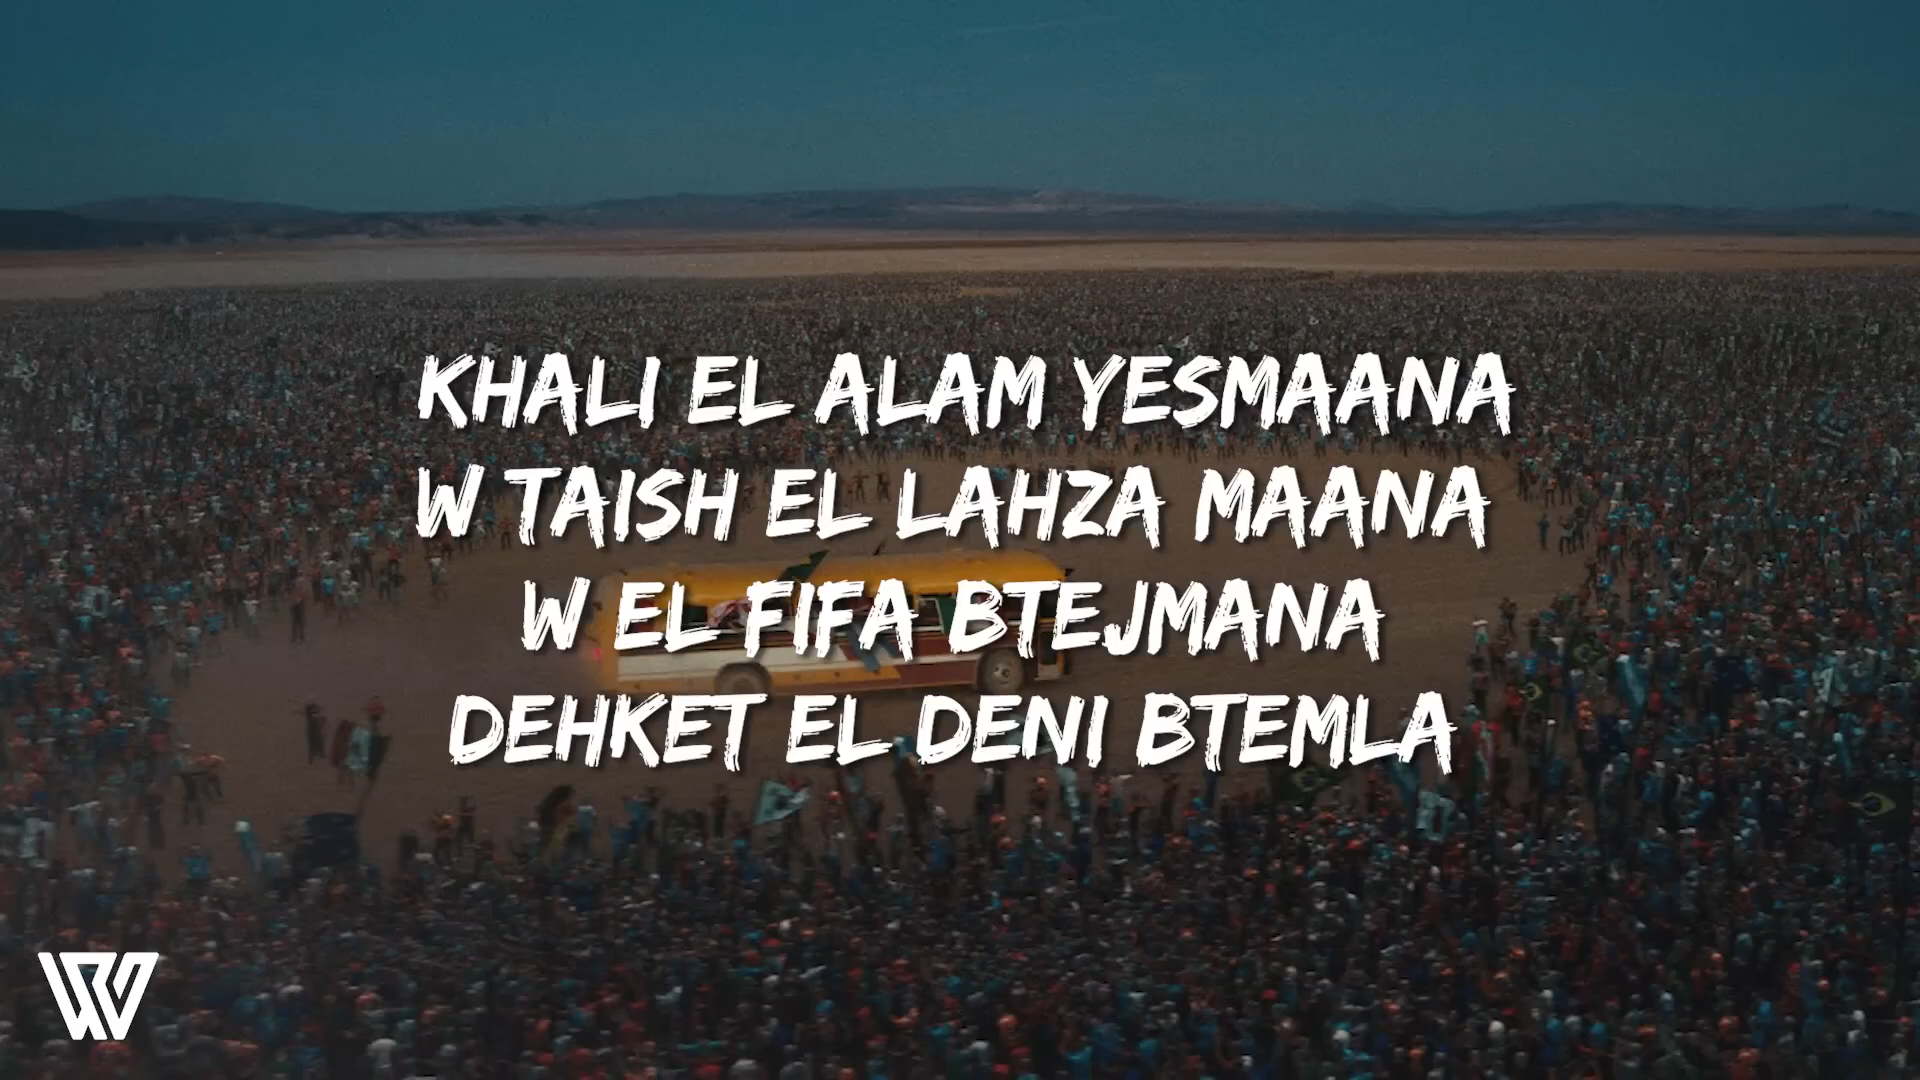 KHALI EL ALAM YESMAANA
W TAISH EL LAHZA MAANA
W EL FIFA BTEJMANA
DEHKET EL DENI BTEMLA